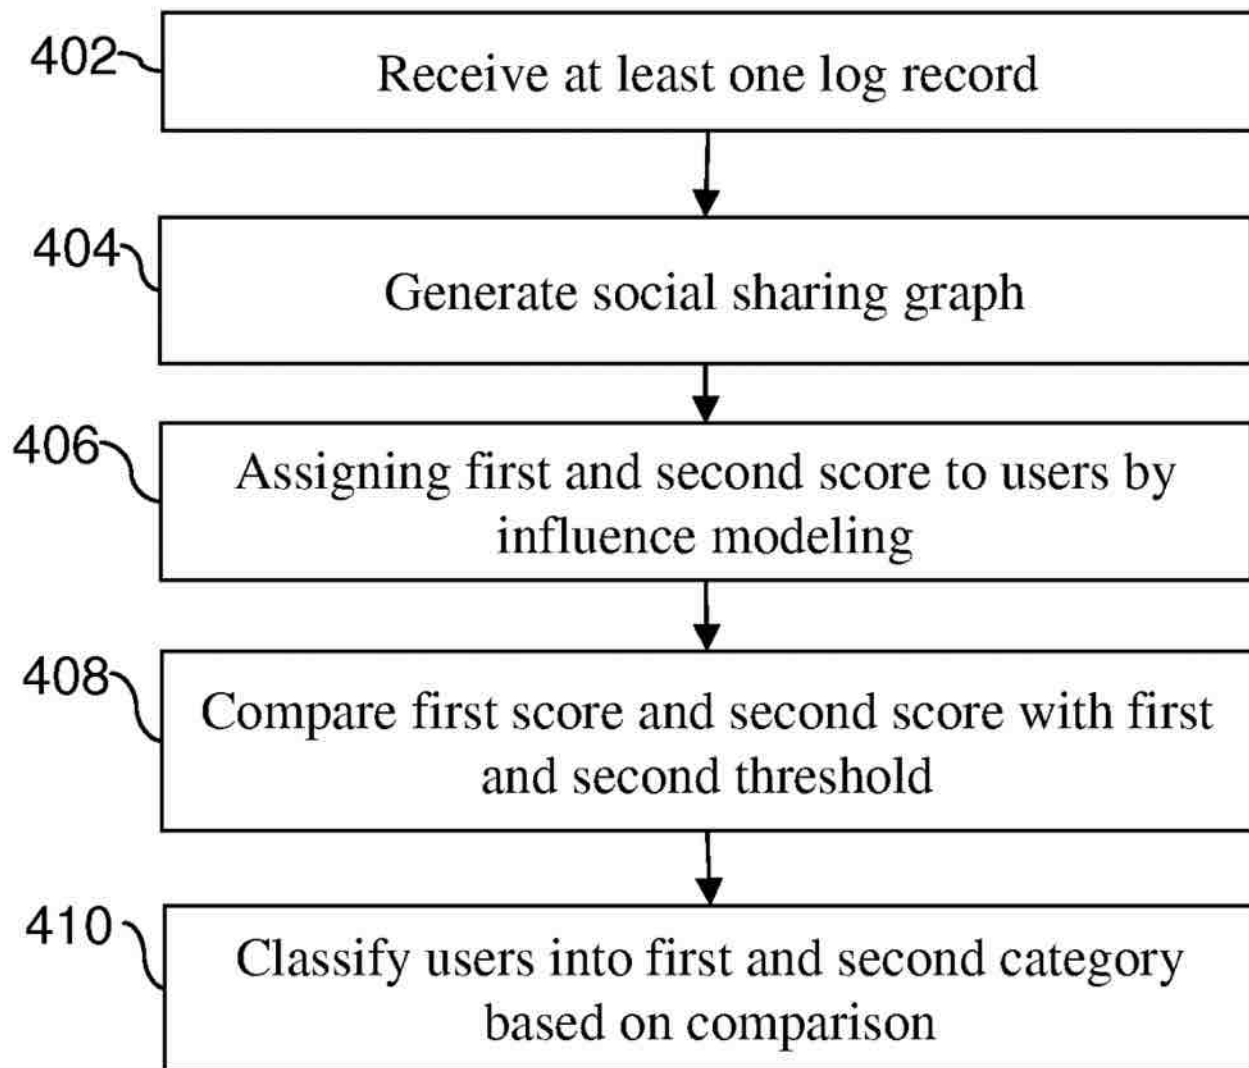 402
Receive at least one log record
404
Generate social sharing graph
406
Assigning first and second score to users by
influence modeling
408
Compare first score and second score with first
and second threshold
410
Classify users into first and second category
based on comparison